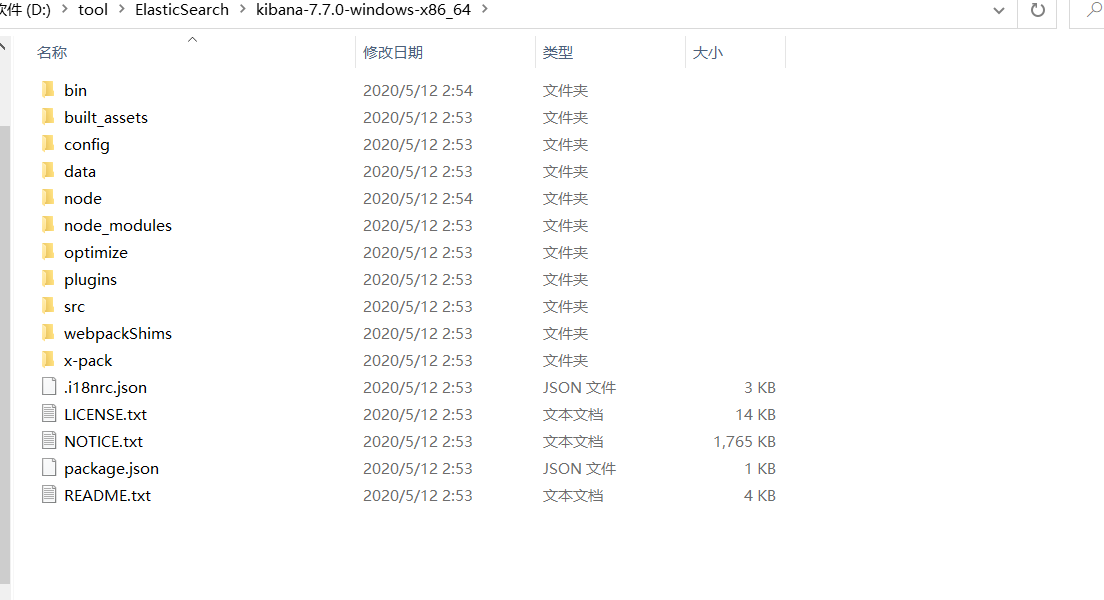 软件 (D:) > tool > ElasticSearch > kibana-7.7.0-windows-x86_64 >
名称 修改日期 类型 大小
bin 2020/5/12 2:54 文件夹
built_assets 2020/5/12 2:53 文件夹
config 2020/5/12 2:53 文件夹
data 2020/5/12 2:53 文件夹
node 2020/5/12 2:54 文件夹
node_modules 2020/5/12 2:53 文件夹
optimize 2020/5/12 2:53 文件夹
plugins 2020/5/12 2:53 文件夹
src 2020/5/12 2:53 文件夹
webpackShims 2020/5/12 2:53 文件夹
x-pack 2020/5/12 2:53 文件夹
.i18nrc.json 2020/5/12 2:53 JSON 文件 3 KB
LICENSE.txt 2020/5/12 2:53 文本文档 14 KB
NOTICE.txt 2020/5/12 2:53 文本文档 1,765 KB
package.json 2020/5/12 2:53 JSON 文件 1 KB
README.txt 2020/5/12 2:53 文本文档 4 KB